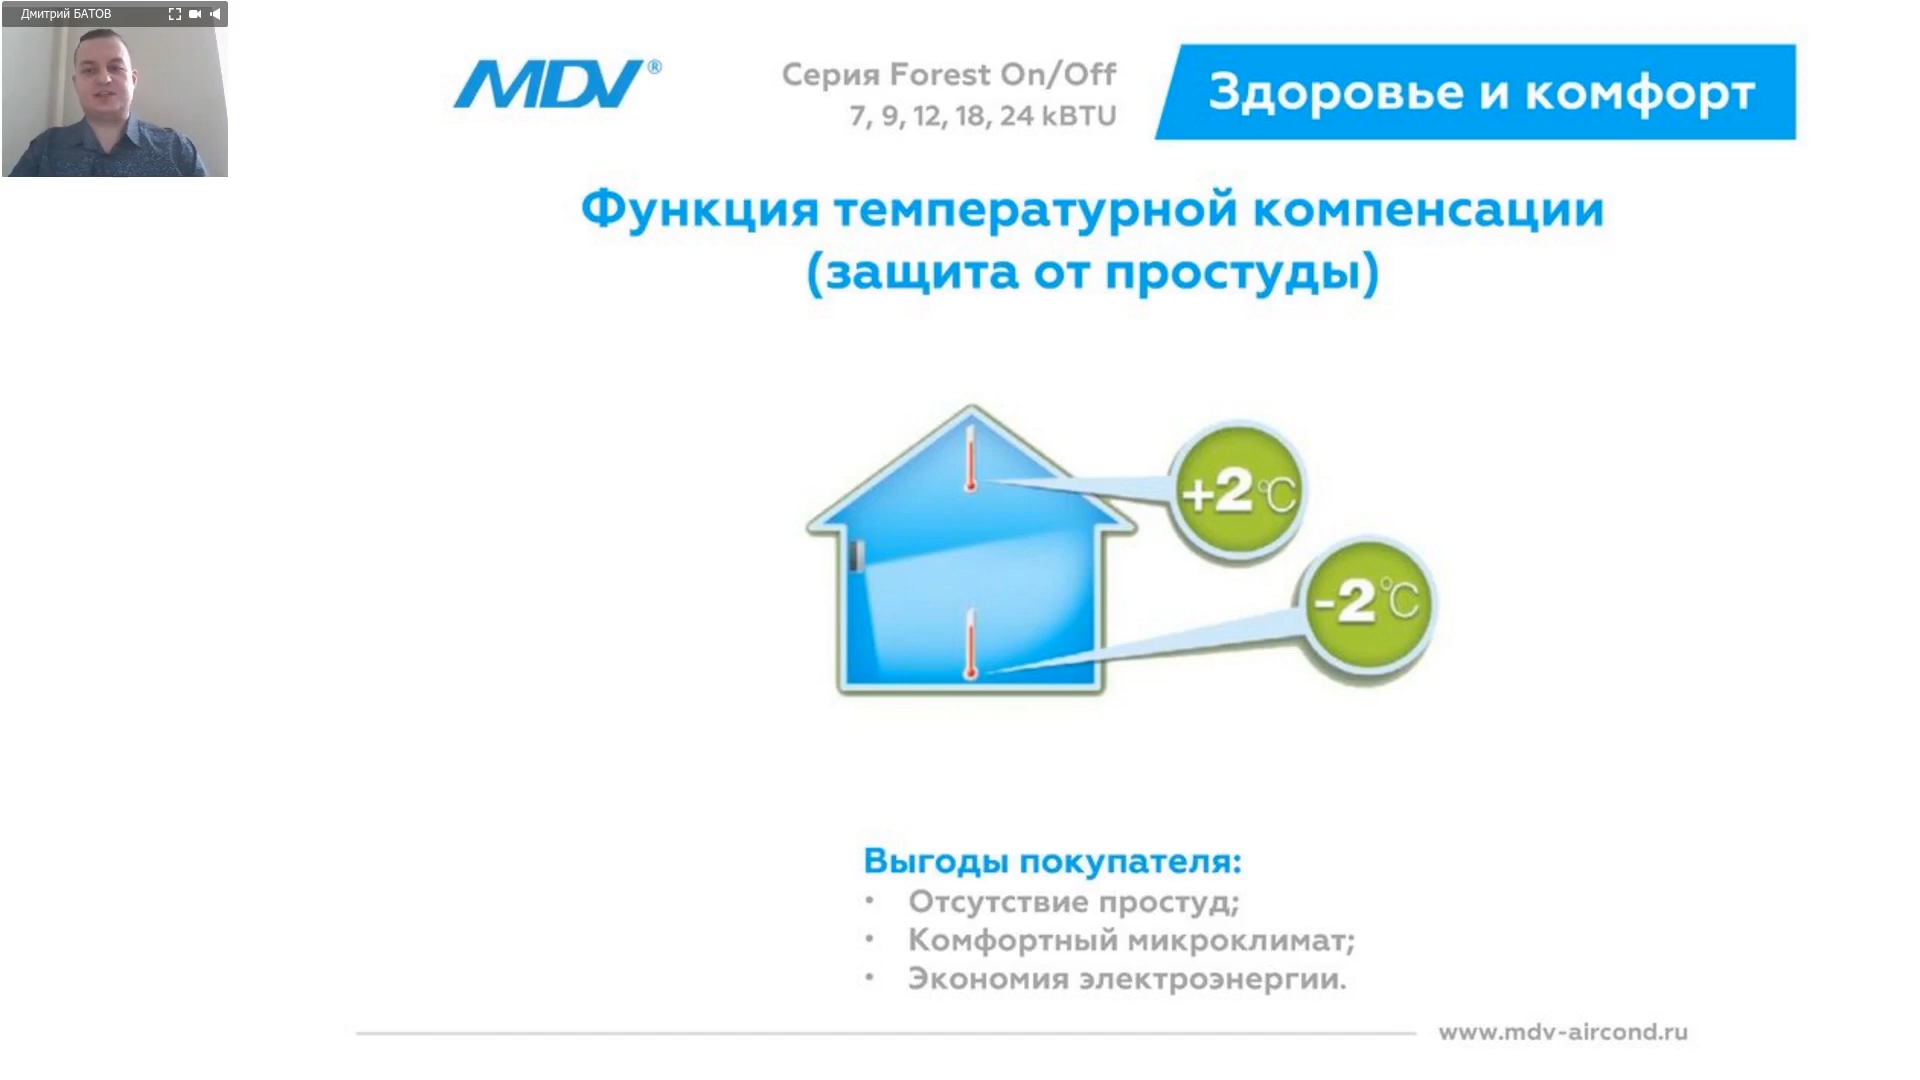 Дмитрий БАТОВ
MDV®
Серия Forest On/Off
7, 9, 12, 18, 24 kBTU
Здоровье и комфорт
Функция температурной компенсации
(защита от простуды)
+2°C
-2°C
Выгоды покупателя:
• Отсутствие простуд;
• Комфортный микроклимат;
• Экономия электроэнергии.
www.mdv-aircond.ru